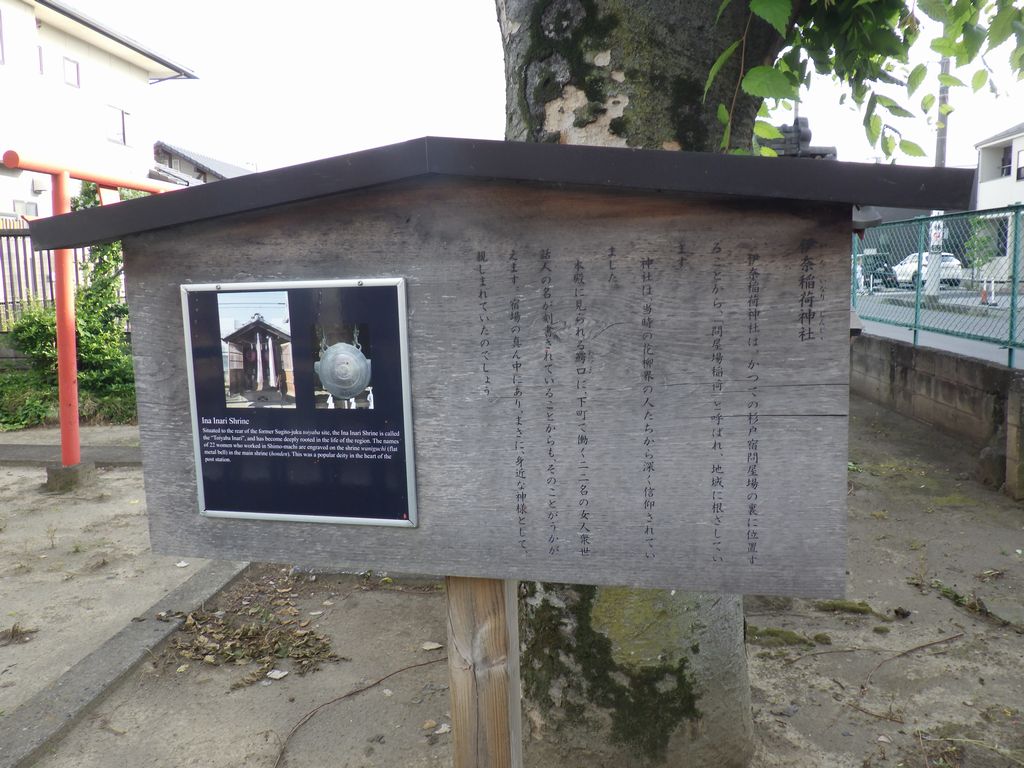 伊奈稲荷神社
いな いなり じんじゃ
伊奈稲荷神社は、かつての杉戸宿問屋場の裏に位置す
ることから、「問屋場稲荷」と呼ばれ、地域に根ざしてい
ます。
神社は、当時の花柳界の人たちから深く信仰されてい
ました。
本殿に見られる鰐口に、下町で働く二二名の女人衆世
話人の名が刻書されていることからも、そのことがうかが
えます。宿場の真ん中にあり、まさに、身近な神様として、
親しまれていたのでしょう。
Ina Inari Shrine
Situated to the rear of the former Sugito-juku toiyaba site, the Ina Inari Shrine is called
the "Toiyaba Inari", and has become deeply rooted in the life of the region. The names
of 22 women who worked in Shimo-machi are engraved on the shrine waniguchi (flat
metal bell) in the main shrine (honden). This was a popular deity in the heart of the
post station.